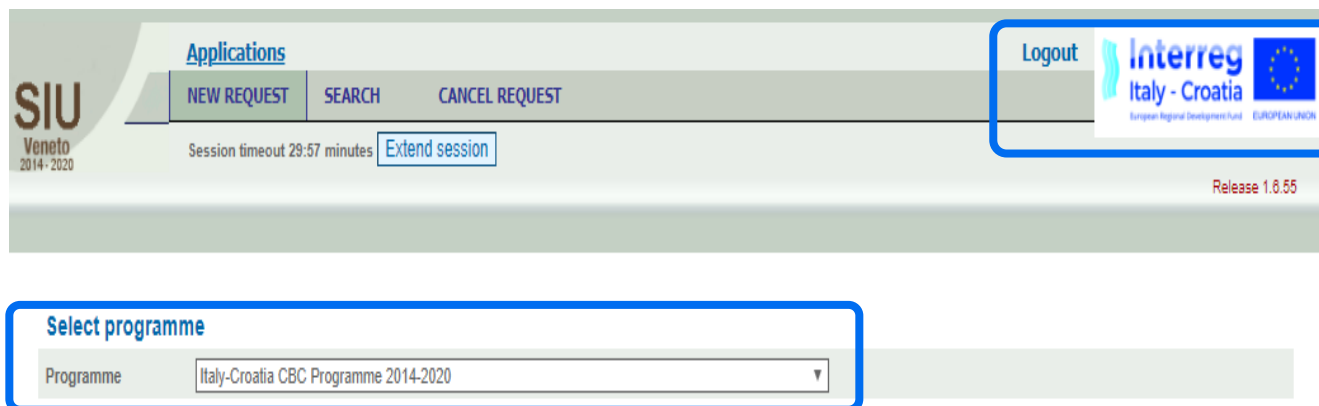 Applications
Logout
Interreg
Italy - Croatia
European Regional Development Fund EUROPEAN UNION
NEW REQUEST SEARCH CANCEL REQUEST
SIU
Veneto
2014 - 2020
Session timeout 29:57 minutes Extend session
Release 1.6.55
Select programme
Programme Italy-Croatia CBC Programme 2014-2020